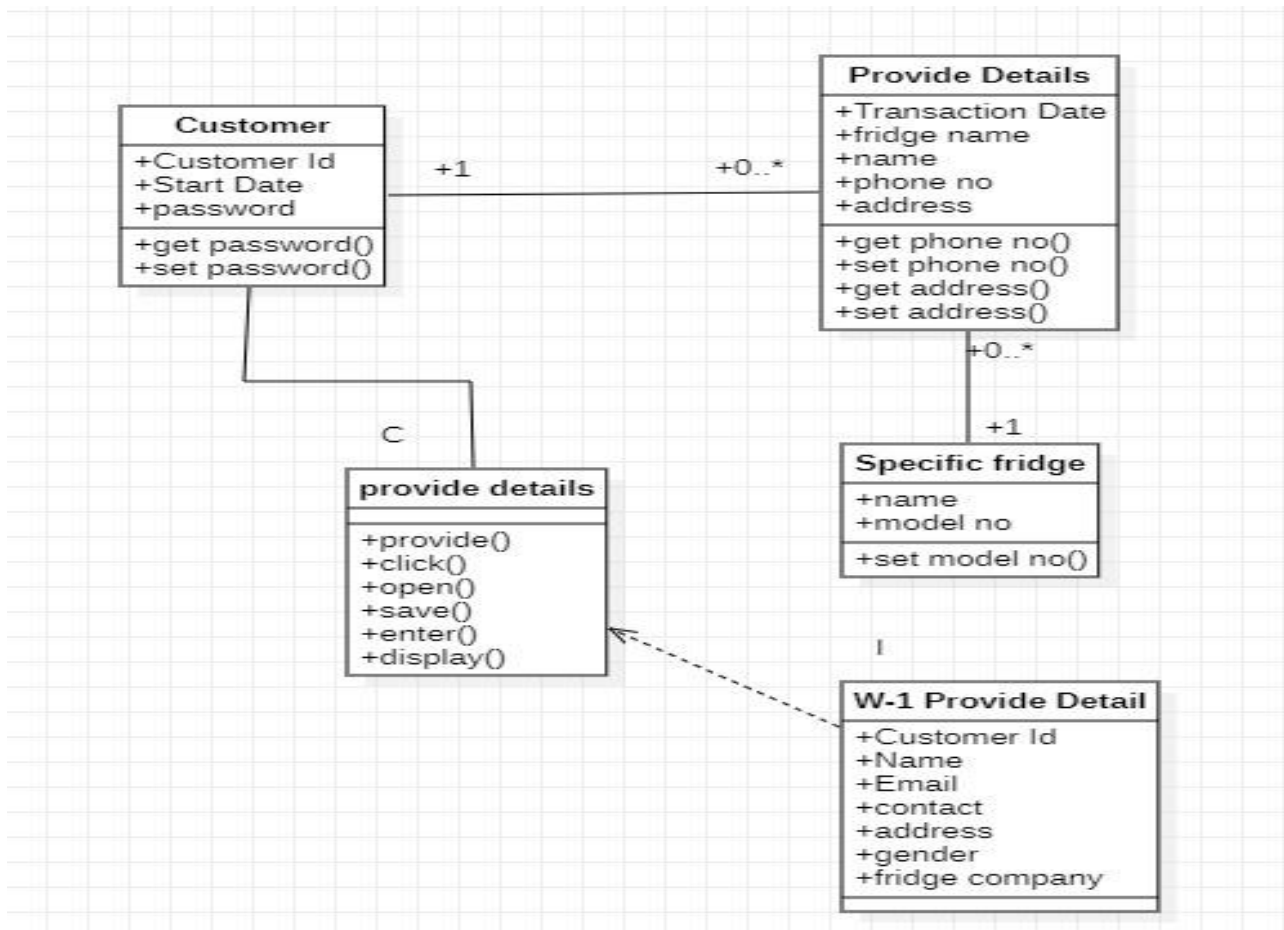 Customer
+Customer Id
+Start Date
+password
+get password()
+set password()
+1
+0..*
Provide Details
+Transaction Date
+fridge name
+name
+phone no
+address
+get phone no()
+set phone no()
+get address()
+set address()
+0..*
+1
Specific fridge
+name
+model no
+set model no()
C
provide details
+provide()
+click()
+open()
+save()
+enter()
+display()
I
W-1 Provide Detail
+Customer Id
+Name
+Email
+contact
+address
+gender
+fridge company